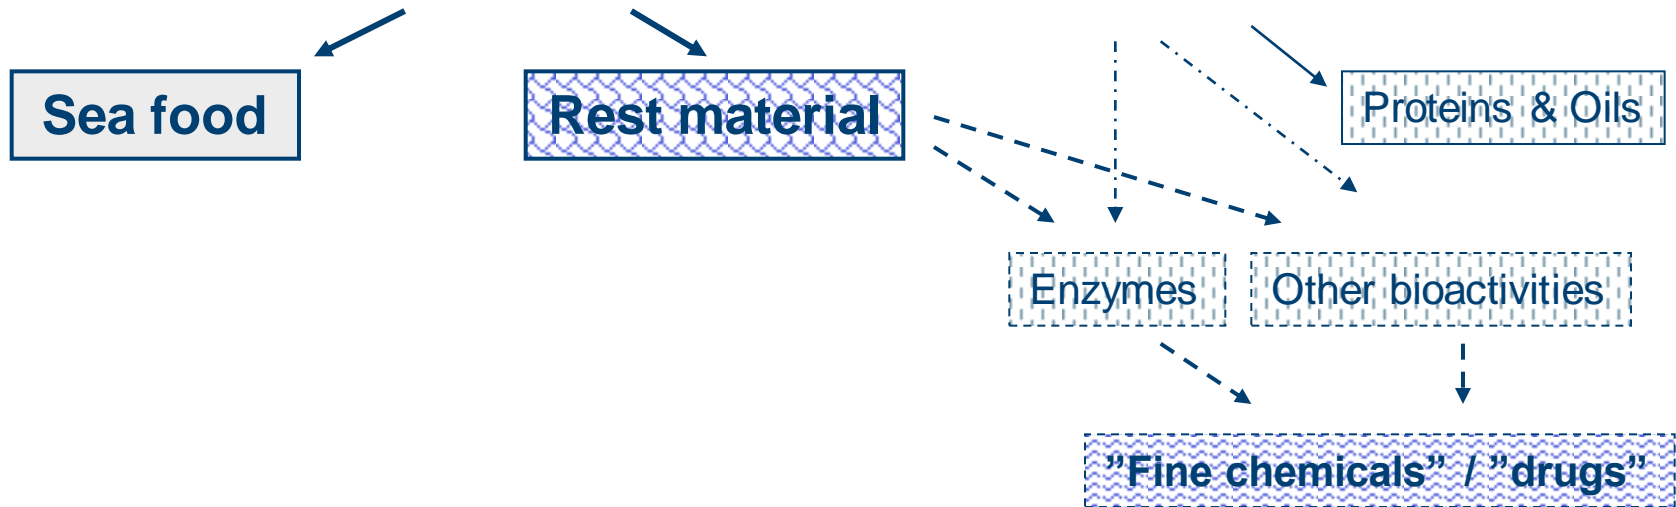 Sea food
Rest material
Proteins & Oils
Enzymes
Other bioactivities
”Fine chemicals” / ”drugs”